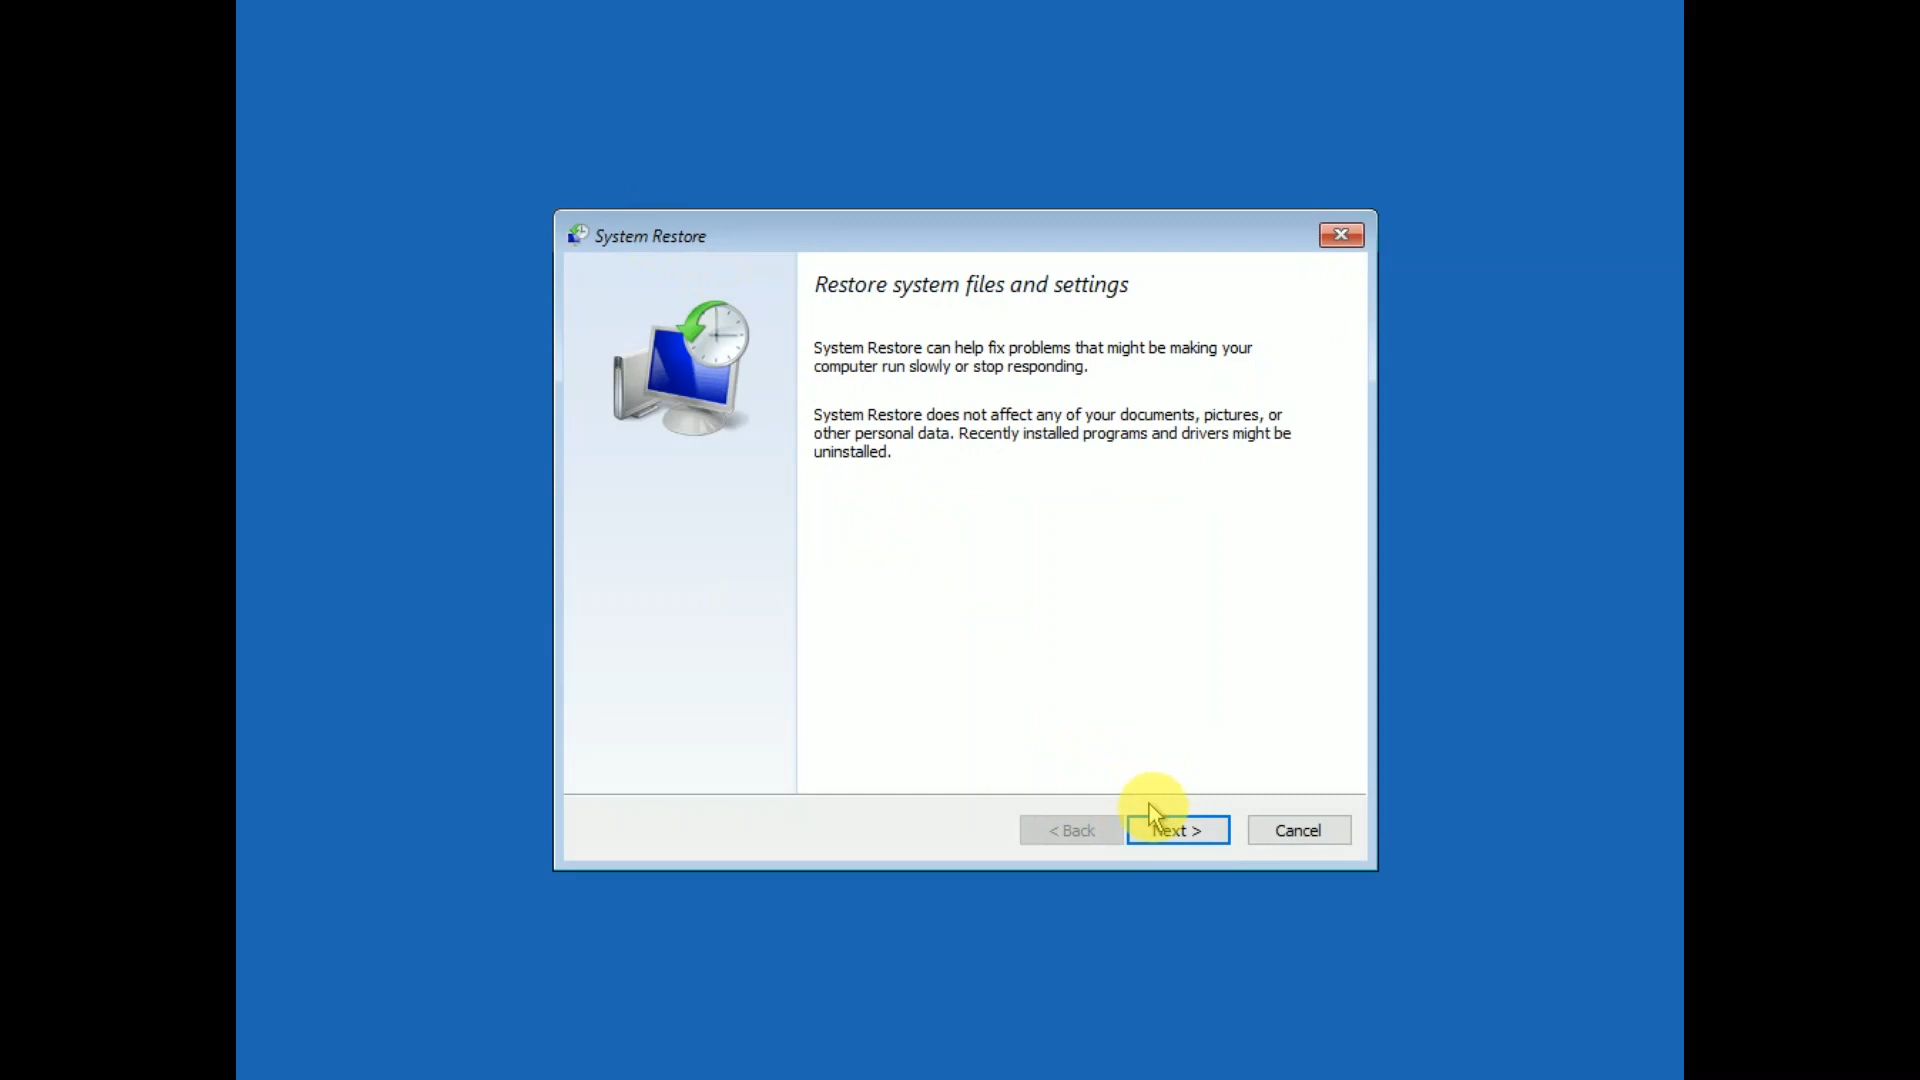 System Restore
Restore system files and settings
System Restore can help fix problems that might be making your
computer run slowly or stop responding.
System Restore does not affect any of your documents, pictures, or
other personal data. Recently installed programs and drivers might be
uninstalled.
< Back
Next >
Cancel